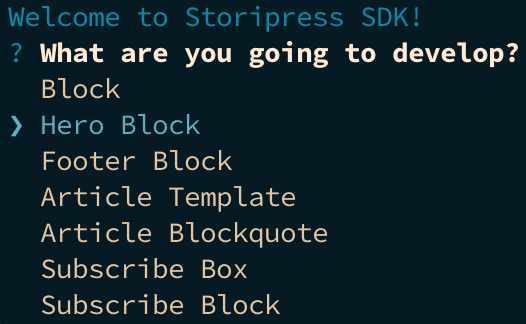 Welcome to Storipress SDK!
? What are you going to develop?
Block
❯ Hero Block
Footer Block
Article Template
Article Blockquote
Subscribe Box
Subscribe Block